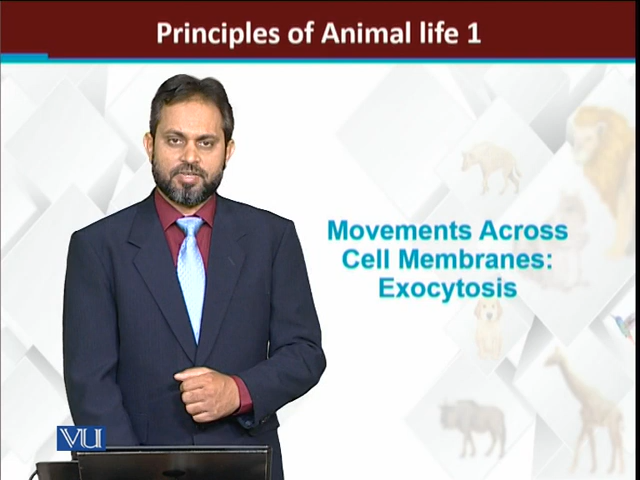 Principles of Animal life 1
Movements Across
Cell Membranes:
Exocytosis
VU